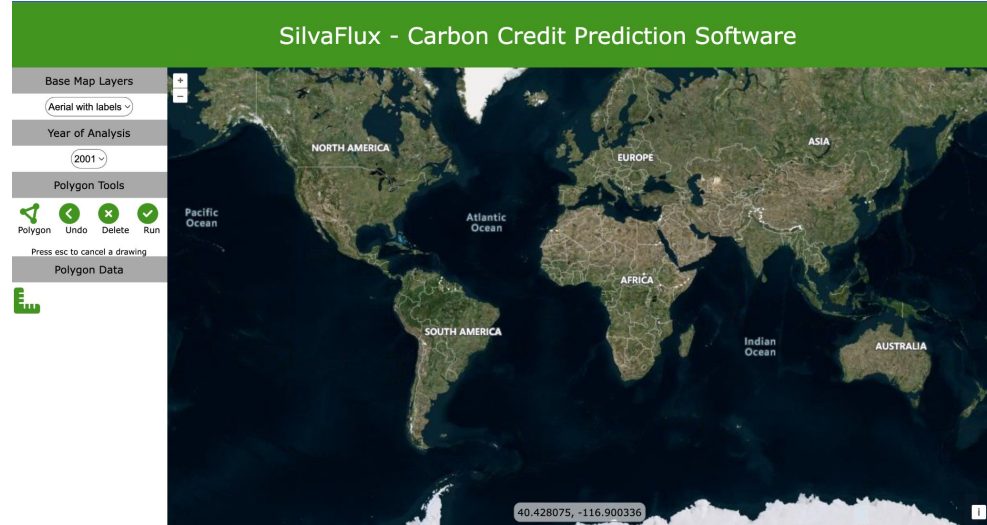 SilvaFlux - Carbon Credit Prediction Software
Base Map Layers
Aerial with labels
Year of Analysis
2001
Polygon Tools
Polygon Undo Delete Run
Press esc to cancel a drawing
Polygon Data
+
–
NORTH AMERICA
EUROPE
ASIA
Pacific
Ocean
Atlantic
Ocean
AFRICA
SOUTH AMERICA
Indian
Ocean
AUSTRALIA
40.428075, -116.900336
i